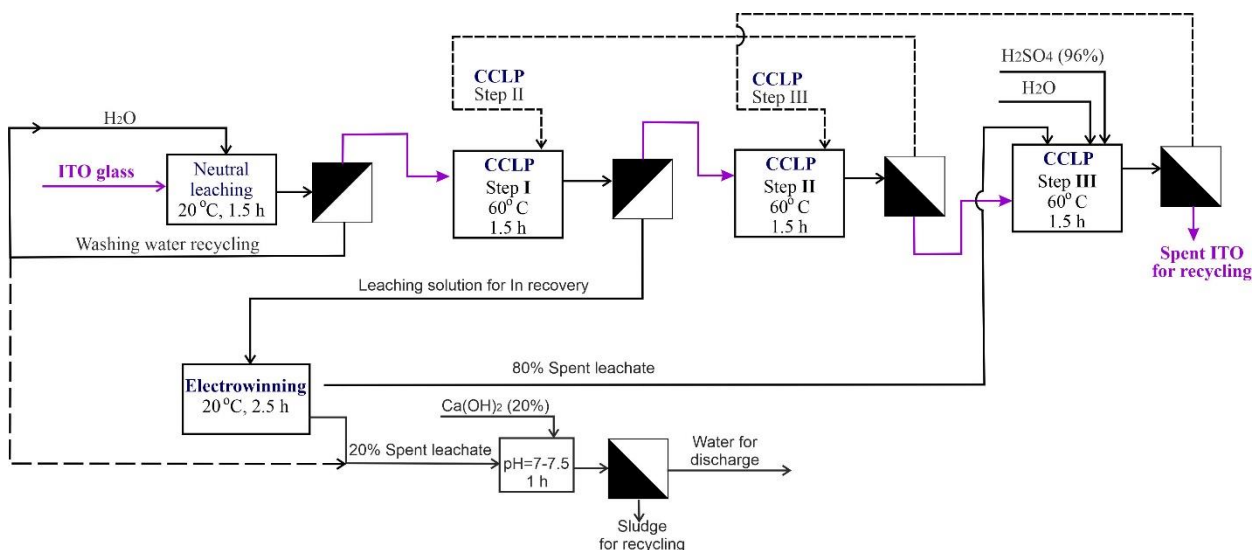 CCLP
Step II
CCLP
Step III
H2SO4 (96%)
H2O
H2O
ITO glass
Neutral
leaching
20 °C, 1.5 h
CCLP
Step I
60° C
1.5 h
CCLP
Step II
60° C
1.5 h
CCLP
Step III
60° C
1.5 h
Washing water recycling
Spent ITO
for recycling
Leaching solution for In recovery
Electrowinning
20 °C, 2.5 h
80% Spent leachate
Ca(OH)2 (20%)
20% Spent leachate
pH=7-7.5
1 h
Water for
discharge
Sludge
for recycling